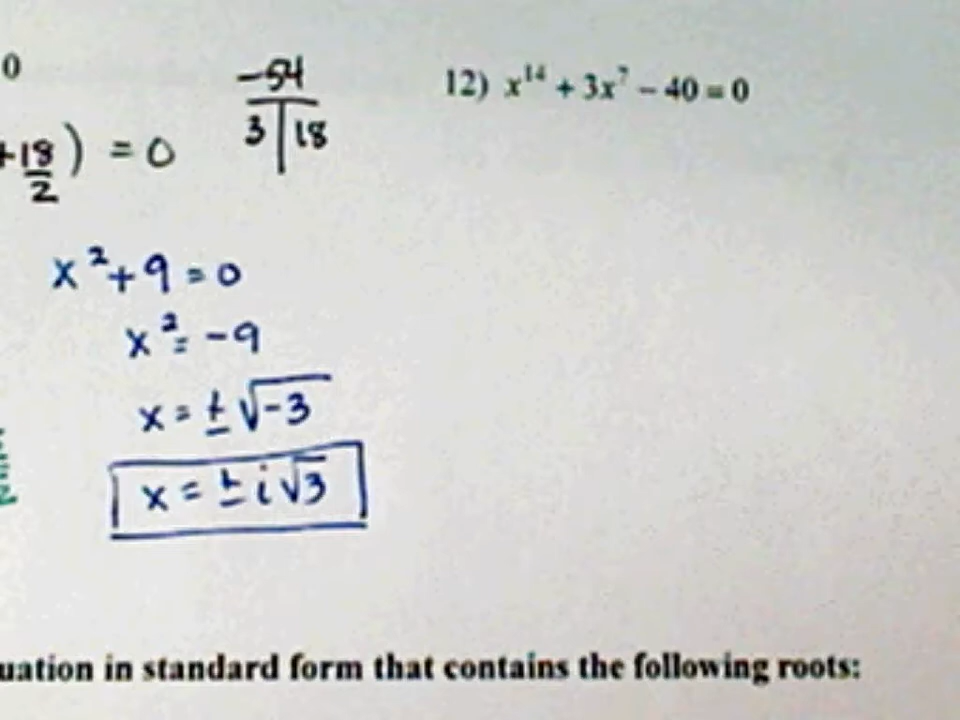 0
-54
3 | 18
12) x¹⁴ + 3x⁷ - 40 = 0
+18/2) = 0
x² + 9 = 0
x² = -9
x = ±√-3
x = ±i√3
uation in standard form that contains the following roots: